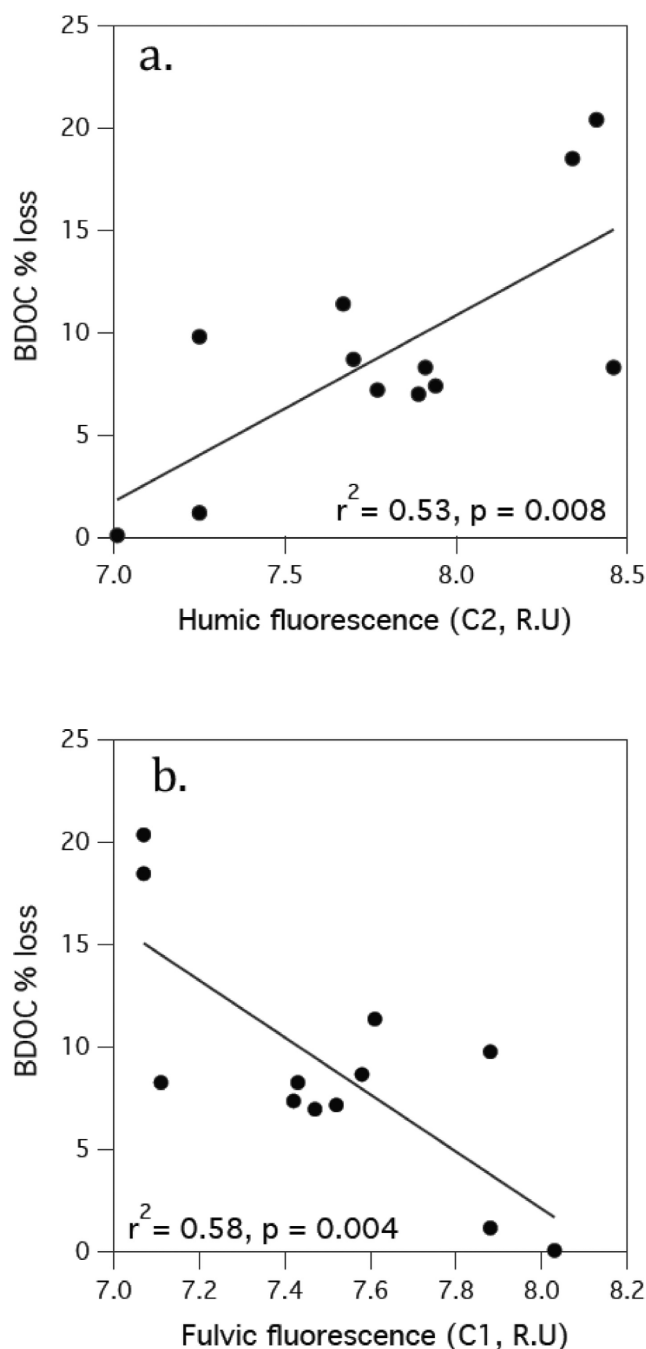 a.
BDOC % loss
25
20
15
10
5
0
r² = 0.53, p = 0.008
7.0 7.5 8.0 8.5
Humic fluorescence (C2, R.U)
b.
BDOC % loss
25
20
15
10
5
0
r² = 0.58, p = 0.004
7.0 7.2 7.4 7.6 7.8 8.0 8.2
Fulvic fluorescence (C1, R.U)